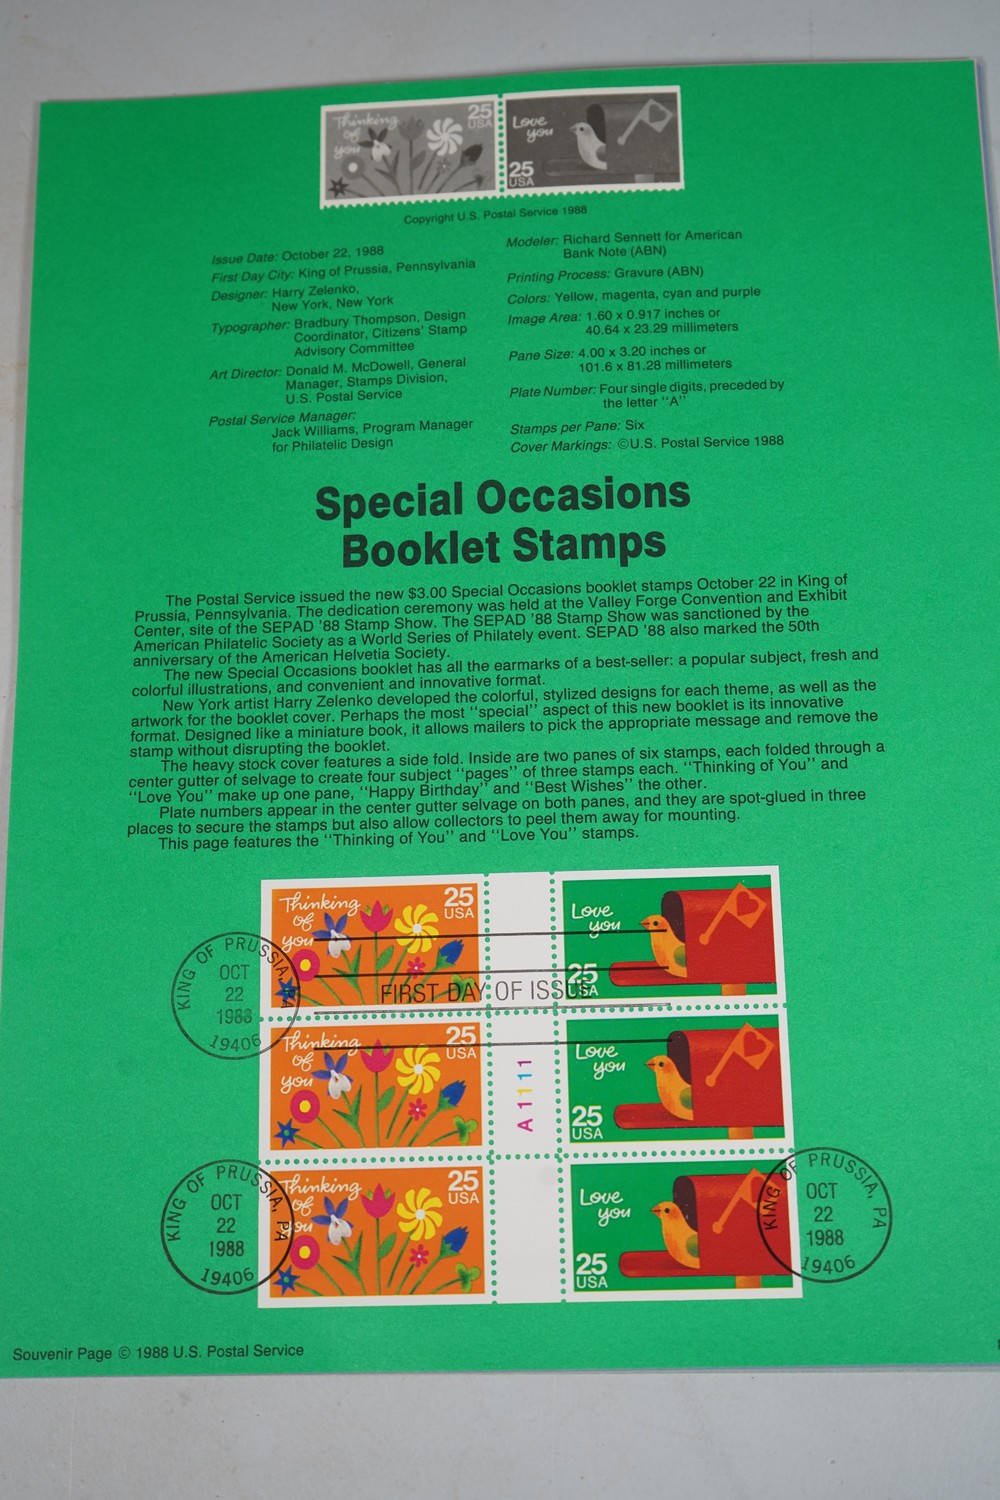 Thinking
of
you
25
USA
Love
you
25
USA
Copyright U.S. Postal Service 1988
Issue Date: October 22, 1988
First Day City: King of Prussia, Pennsylvania
Designer: Harry Zelenko,
New York, New York
Typographer: Bradbury Thompson, Design
Coordinator, Citizens' Stamp
Advisory Committee
Art Director: Donald M. McDowell, General
Manager, Stamps Division,
U.S. Postal Service
Postal Service Manager:
Jack Williams, Program Manager
for Philatelic Design
Modeler: Richard Sennett for American
Bank Note (ABN)
Printing Process: Gravure (ABN)
Colors: Yellow, magenta, cyan and purple
Image Area: 1.60 x 0.917 inches or
40.64 x 23.29 millimeters
Pane Size: 4.00 x 3.20 inches or
101.6 x 81.28 millimeters
Plate Number: Four single digits, preceded by
the letter "A"
Stamps per Pane: Six
Cover Markings: ©U.S. Postal Service 1988
Special Occasions
Booklet Stamps
The Postal Service issued the new $3.00 Special Occasions booklet stamps October 22 in King of
Prussia, Pennsylvania. The dedication ceremony was held at the Valley Forge Convention and Exhibit
Center, site of the SEPAD '88 Stamp Show. The SEPAD '88 Stamp Show was sanctioned by the
American Philatelic Society as a World Series of Philately event. SEPAD '88 also marked the 50th
anniversary of the American Helvetia Society.
The new Special Occasions booklet has all the earmarks of a best-seller: a popular subject, fresh and
colorful illustrations, and convenient and innovative format.
New York artist Harry Zelenko developed the colorful, stylized designs for each theme, as well as the
artwork for the booklet cover. Perhaps the most "special" aspect of this new booklet is its innovative
format. Designed like a miniature book, it allows mailers to pick the appropriate message and remove the
stamp without disrupting the booklet.
The heavy stock cover features a side fold. Inside are two panes of six stamps, each folded through a
center gutter of selvage to create four subject "pages" of three stamps each. "Thinking of You" and
"Love You" make up one pane, "Happy Birthday" and "Best Wishes" the other.
Plate numbers appear in the center gutter selvage on both panes, and they are spot-glued in three
places to secure the stamps but also allow collectors to peel them away for mounting.
This page features the "Thinking of You" and "Love You" stamps.
Thinking
of
you
25
USA
Love
you
25
USA
KING OF PRUSSIA, PA
OCT
22
1988
19406
FIRST DAY OF ISSUE
Thinking
of
you
25
USA
A1111
Love
you
25
USA
Thinking
of
you
25
USA
Love
you
25
USA
KING OF PRUSSIA, PA
OCT
22
1988
19406
KING OF PRUSSIA, PA
OCT
22
1988
19406
Souvenir Page © 1988 U.S. Postal Service